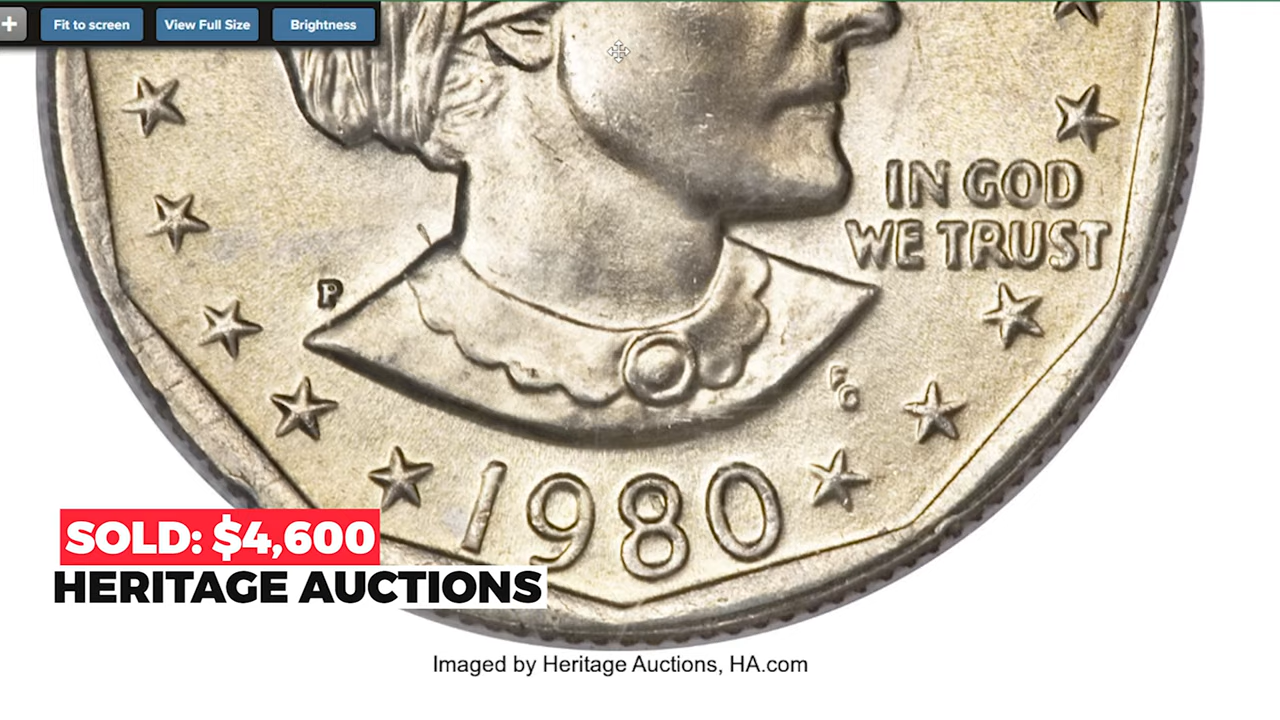 Fit to screen
View Full Size
Brightness
IN GOD
WE TRUST
P
FG
1980
SOLD: $4,600
HERITAGE AUCTIONS
Imaged by Heritage Auctions, HA.com